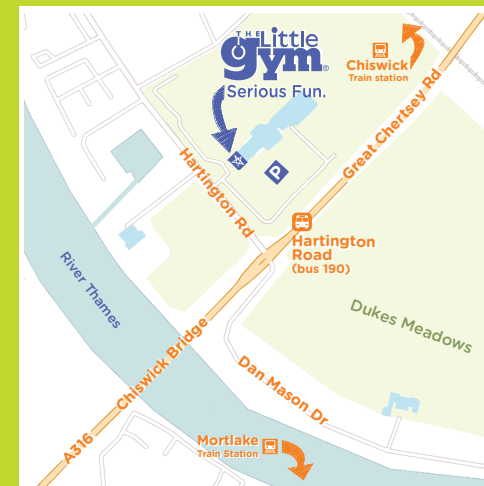 THE Little
gym®
Serious Fun.
Chiswick
Train station
Great Chertsey Rd
P
Hartington Rd
Hartington
Road
(bus 190)
River Thames
Dukes Meadows
Chiswick Bridge
Dan Mason Dr
A316
Mortlake
Train Station